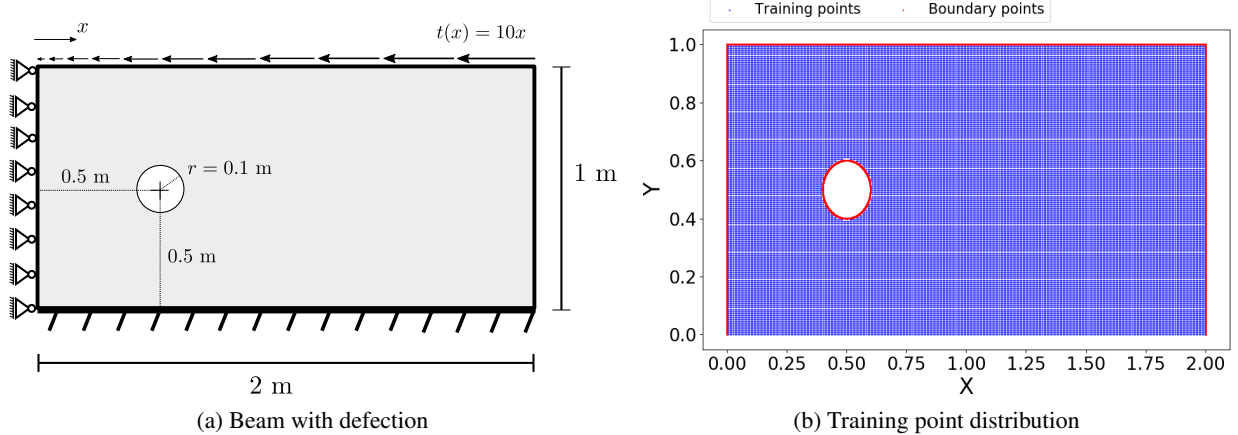 x
t(x) = 10x
0.5 m
r = 0.1 m
0.5 m
1 m
2 m
(a) Beam with defection
Training points
Boundary points
1.0
0.8
0.6
0.4
0.2
0.0
Y
0.00 0.25 0.50 0.75 1.00 1.25 1.50 1.75 2.00
X
(b) Training point distribution